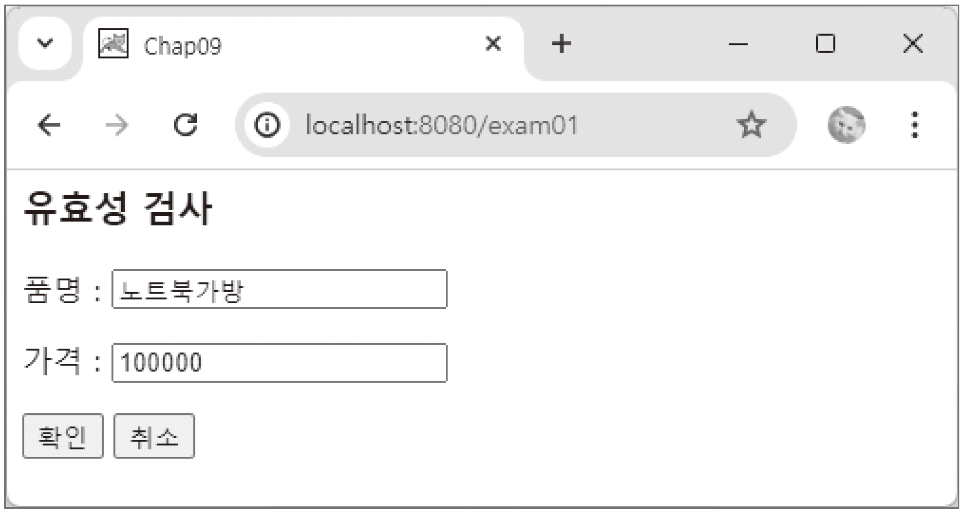 Chap09
localhost:8080/exam01
유효성 검사
품명 : 노트북가방
가격 : 100000
확인 취소